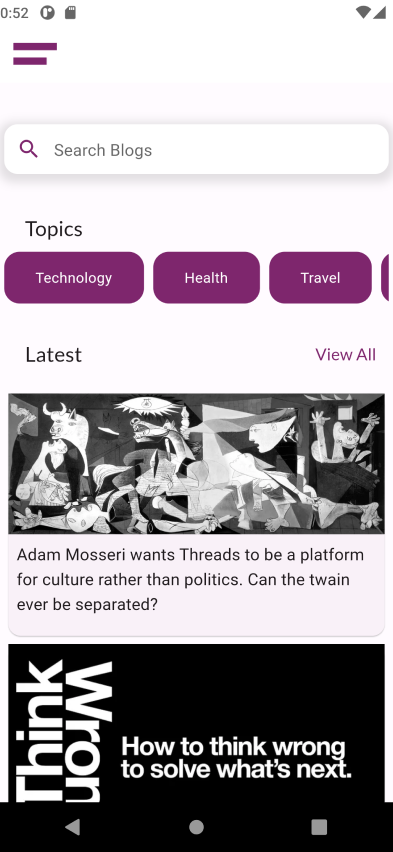 0:52
Search Blogs
Topics
Technology
Health
Travel
Latest
View All
Adam Mosseri wants Threads to be a platform
for culture rather than politics. Can the twain
ever be separated?
Think
Wron
How to think wrong
to solve what's next.